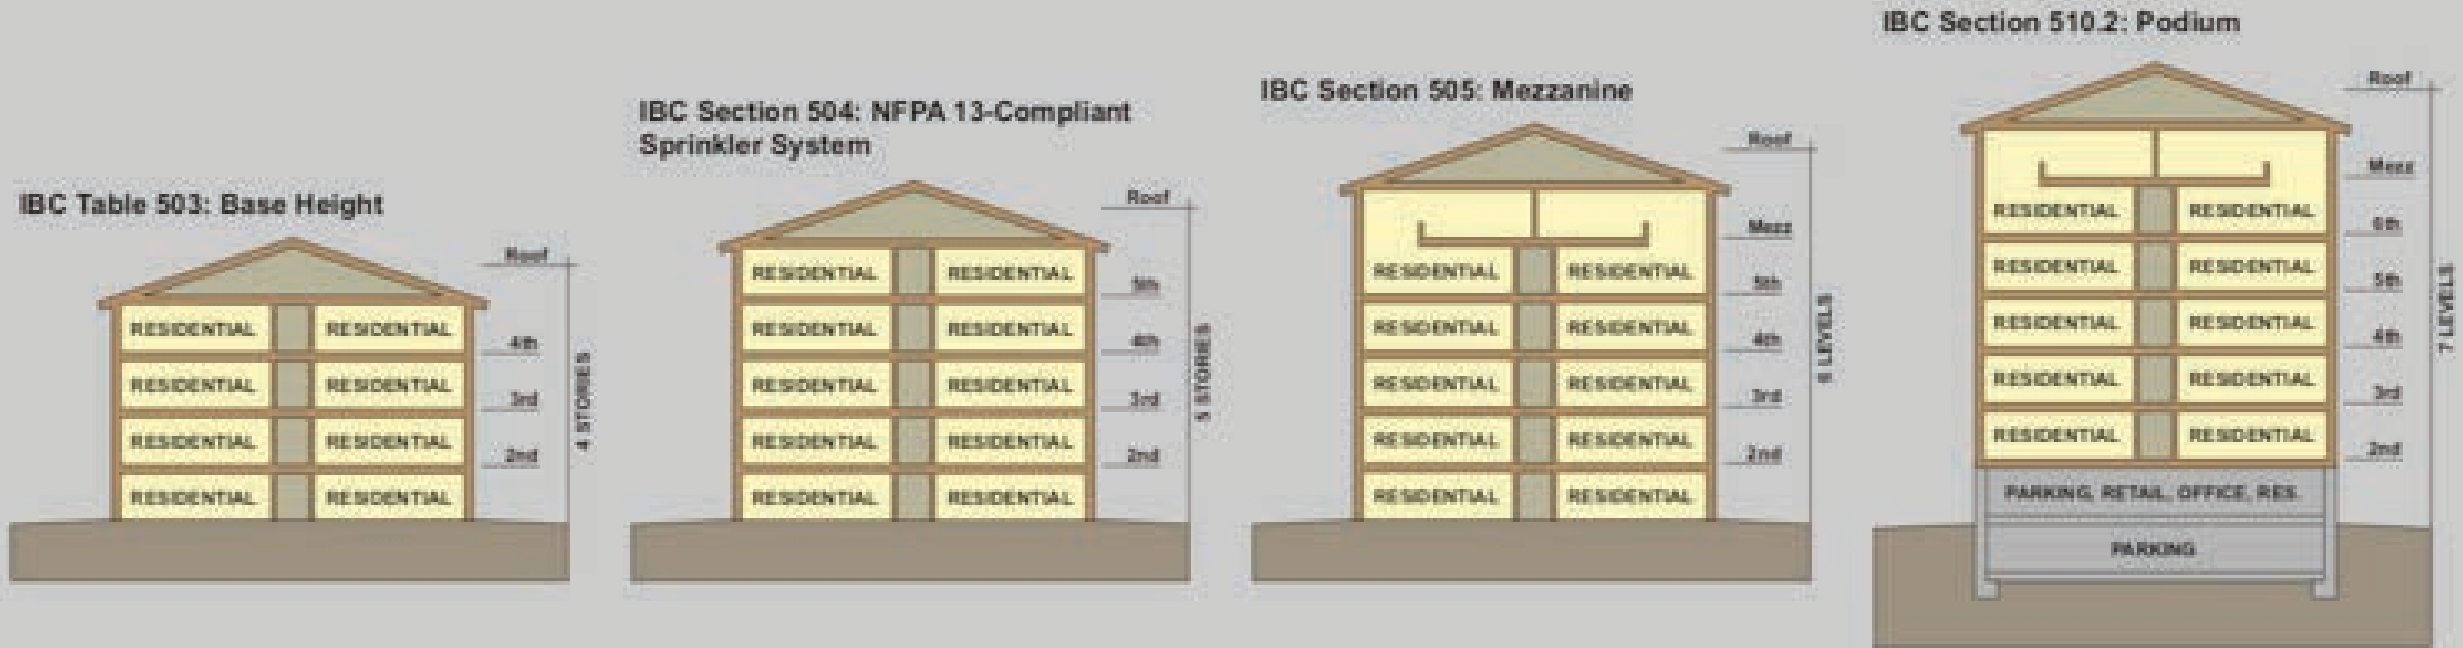 IBC Table 503: Base Height
Roof
RESIDENTIAL RESIDENTIAL
4th
RESIDENTIAL RESIDENTIAL
3rd
RESIDENTIAL RESIDENTIAL
2nd
RESIDENTIAL RESIDENTIAL
4 STORIES
IBC Section 504: NFPA 13-Compliant
Sprinkler System
Roof
RESIDENTIAL RESIDENTIAL
5th
RESIDENTIAL RESIDENTIAL
4th
RESIDENTIAL RESIDENTIAL
3rd
RESIDENTIAL RESIDENTIAL
2nd
RESIDENTIAL RESIDENTIAL
5 STORIES
IBC Section 505: Mezzanine
Roof
Mezz
RESIDENTIAL RESIDENTIAL
5th
RESIDENTIAL RESIDENTIAL
4th
RESIDENTIAL RESIDENTIAL
3rd
RESIDENTIAL RESIDENTIAL
2nd
RESIDENTIAL RESIDENTIAL
6 LEVELS
IBC Section 510.2: Podium
Roof
Mezz
RESIDENTIAL RESIDENTIAL
6th
RESIDENTIAL RESIDENTIAL
5th
RESIDENTIAL RESIDENTIAL
4th
RESIDENTIAL RESIDENTIAL
3rd
RESIDENTIAL RESIDENTIAL
2nd
PARKING, RETAIL, OFFICE, RES.
PARKING
7 LEVELS